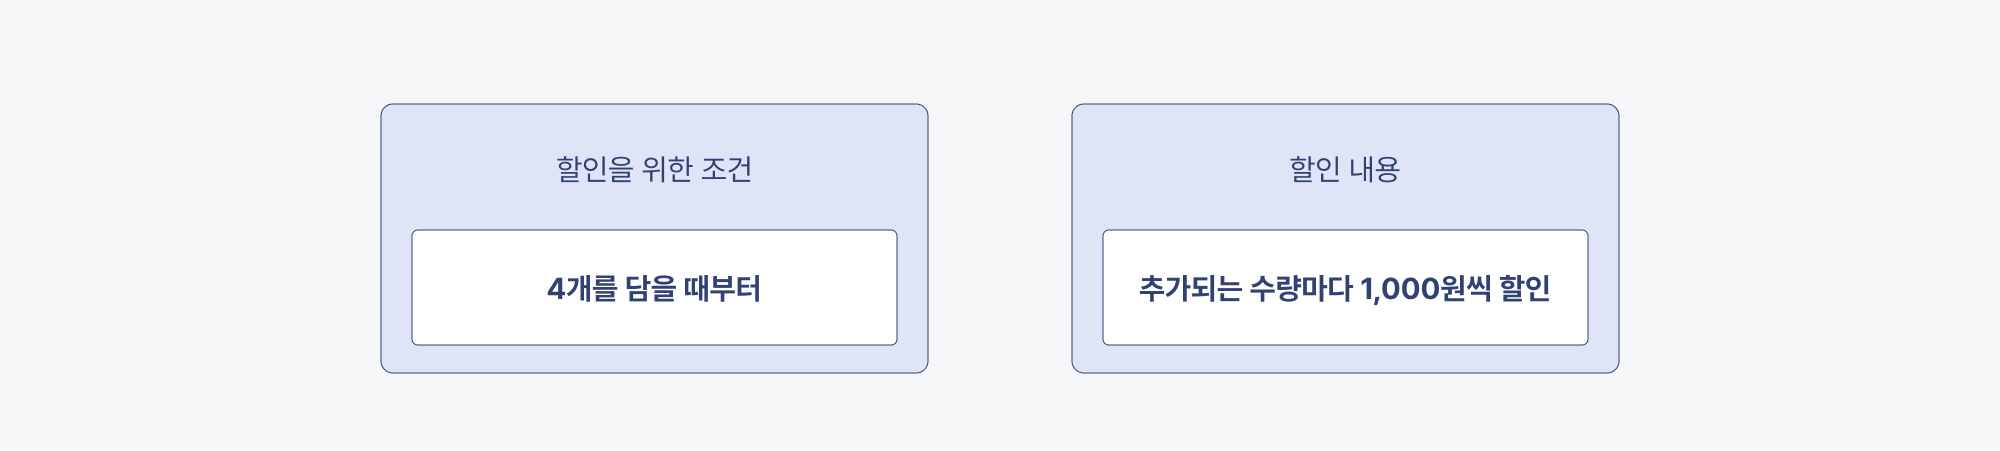 할인을 위한 조건
4개를 담을 때부터
할인 내용
추가되는 수량마다 1,000원씩 할인